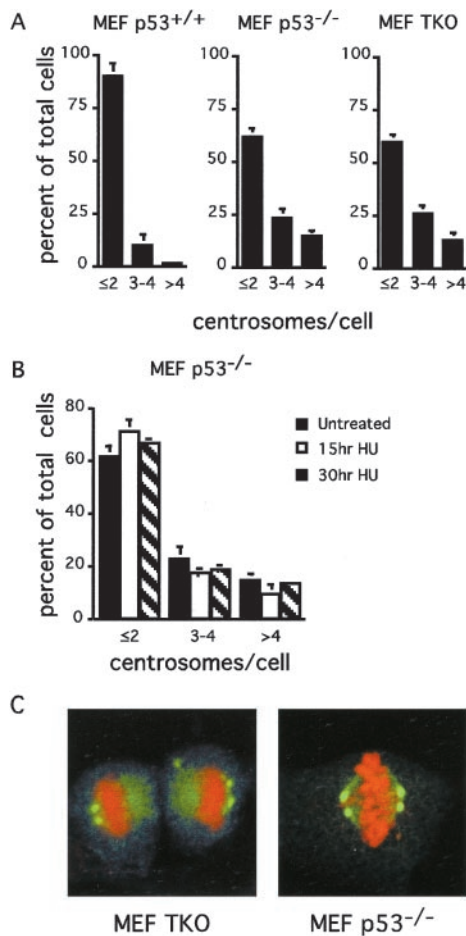 A
MEF p53+/+ MEF p53-/- MEF TKO
percent of total cells
100 100 100
75 75 75
50 50 50
25 25 25
0 0 0
≤2 3-4 >4 ≤2 3-4 >4 ≤2 3-4 >4
centrosomes/cell
B
MEF p53-/-
percent of total cells
80
60
40
20
0
Untreated
15hr HU
30hr HU
≤2 3-4 >4
centrosomes/cell
C
MEF TKO MEF p53-/-